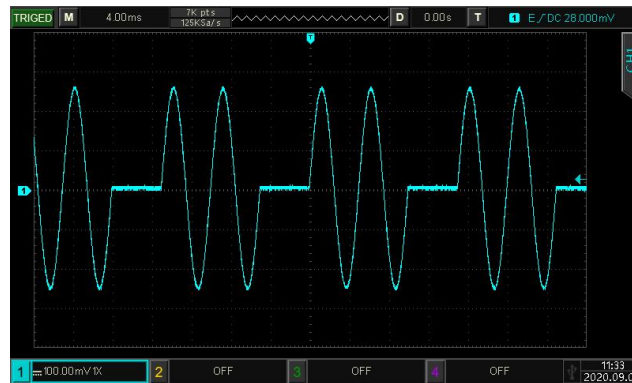 TRIGED M 4.00ms 7K pts D 0.00s T 1 E DC 28.000mV
125KSa/s
T
CH1
1
1 100.00mV 1X 2 OFF 3 OFF 4 OFF 11:33
2020.09.0